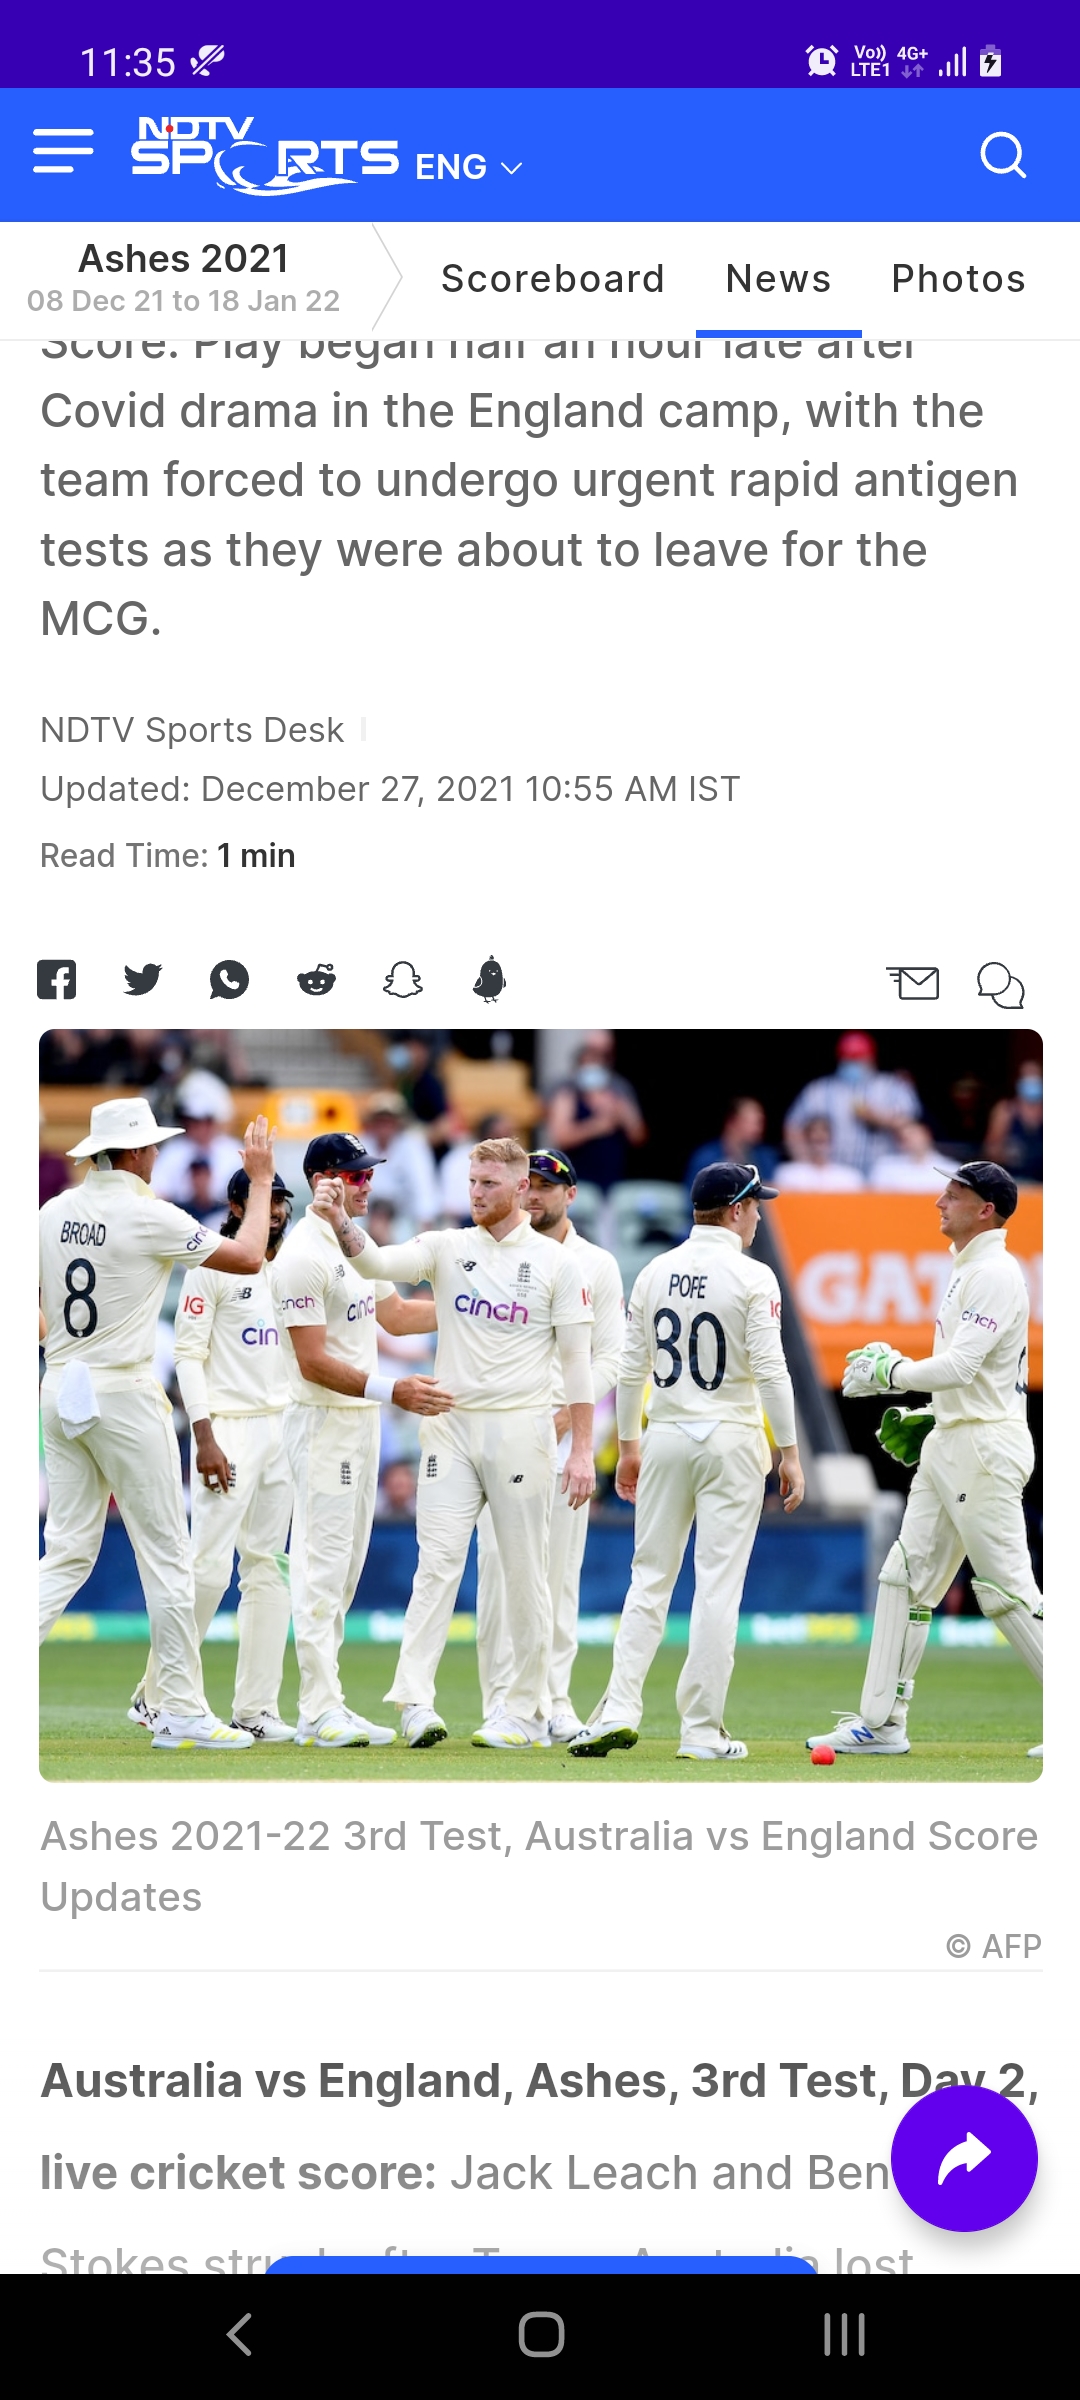 11:35
Vo)) 4G+
LTE1
NDTV
SPORTS ENG
Ashes 2021
08 Dec 21 to 18 Jan 22
Scoreboard News Photos
Score. Play began half an hour late after
Covid drama in the England camp, with the
team forced to undergo urgent rapid antigen
tests as they were about to leave for the
MCG.
NDTV Sports Desk
Updated: December 27, 2021 10:55 AM IST
Read Time: 1 min
BROAD
8
cinch
IG
cin
cinch
cinc
cinch
POPE
80
IG
GAT
cinch
Ashes 2021-22 3rd Test, Australia vs England Score
Updates
© AFP
Australia vs England, Ashes, 3rd Test, Day 2,
live cricket score: Jack Leach and Ben
Stokes lost